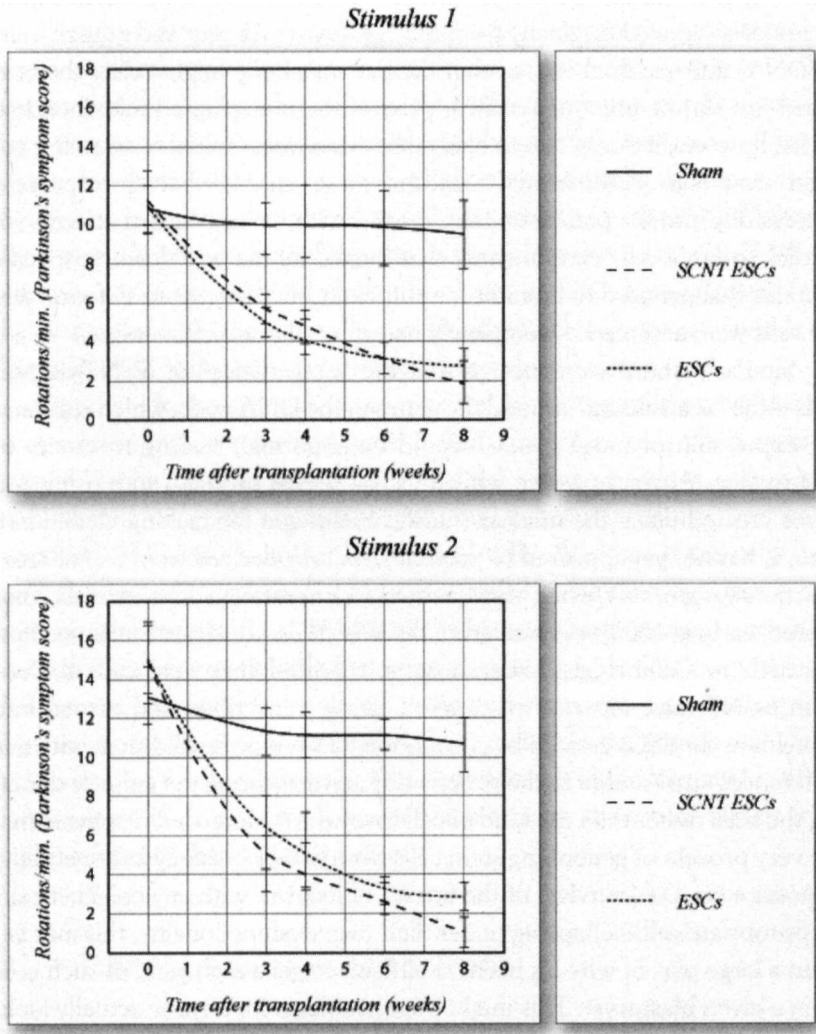 Stimulus 1
Rotations/min. (Parkinson's symptom score)
18
16
14
12
10
8
6
4
2
0
0 1 2 3 4 5 6 7 8 9
Time after transplantation (weeks)
Sham
SCNT ESCs
ESCs
Stimulus 2
Rotations/min. (Parkinson's symptom score)
18
16
14
12
10
8
6
4
2
0
0 1 2 3 4 5 6 7 8 9
Time after transplantation (weeks)
Sham
SCNT ESCs
ESCs